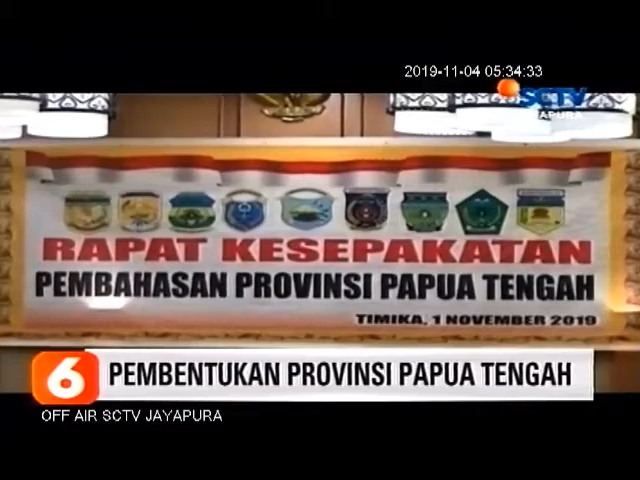 2019-11-04 05:34:33
SCTV
JAYAPURA
RAPAT KESEPAKATAN
PEMBAHASAN PROVINSI PAPUA TENGAH
TIMIKA, 1 NOVEMBER 2019
6
PEMBENTUKAN PROVINSI PAPUA TENGAH
OFF AIR SCTV JAYAPURA